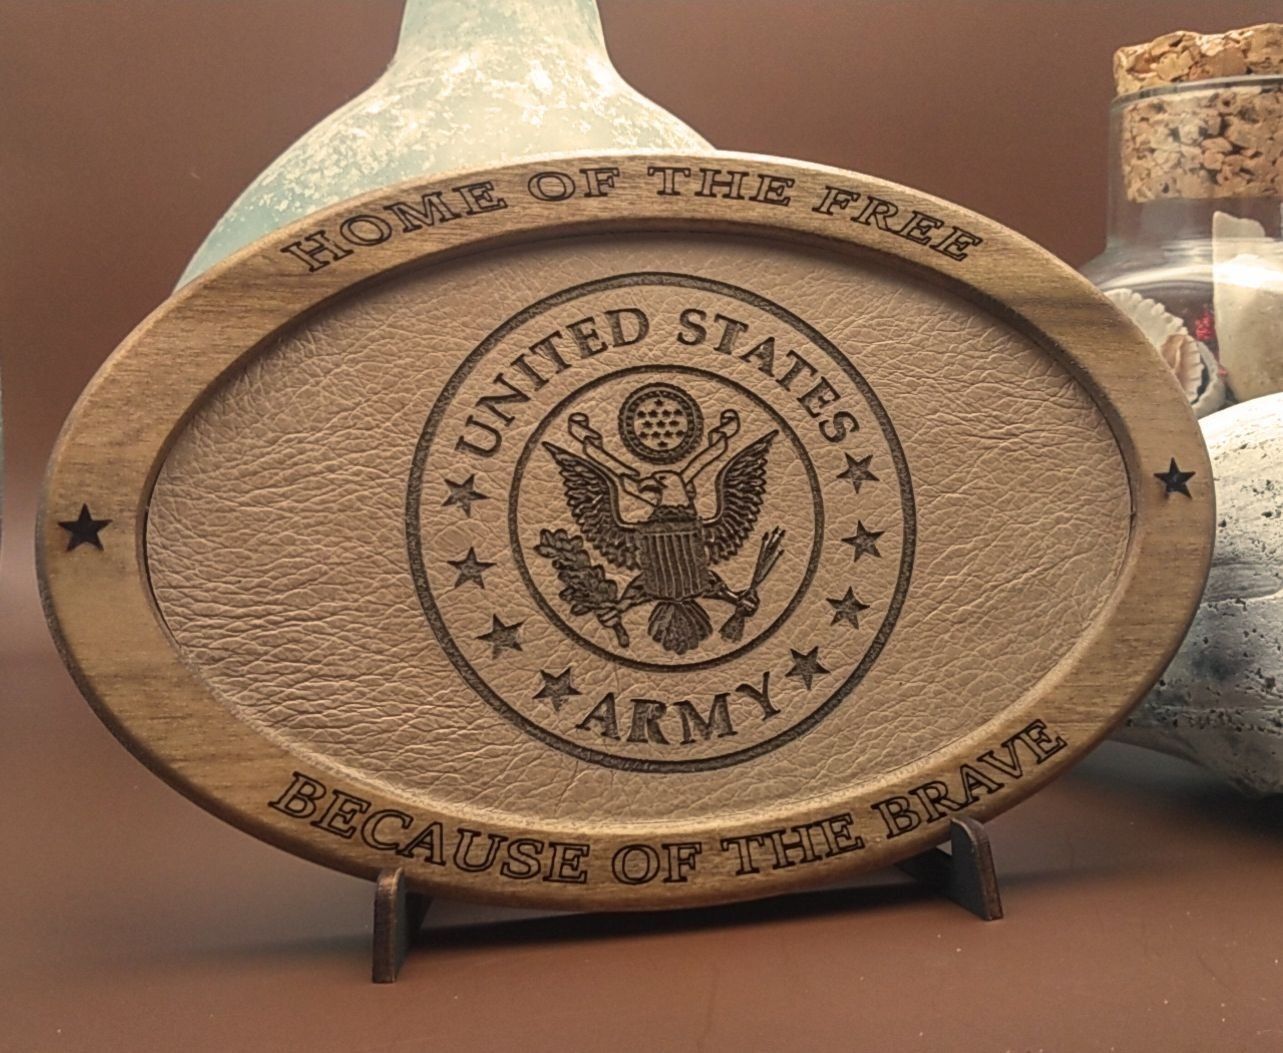 HOME OF THE FREE
UNITED STATES
ARMY
BECAUSE OF THE BRAVE